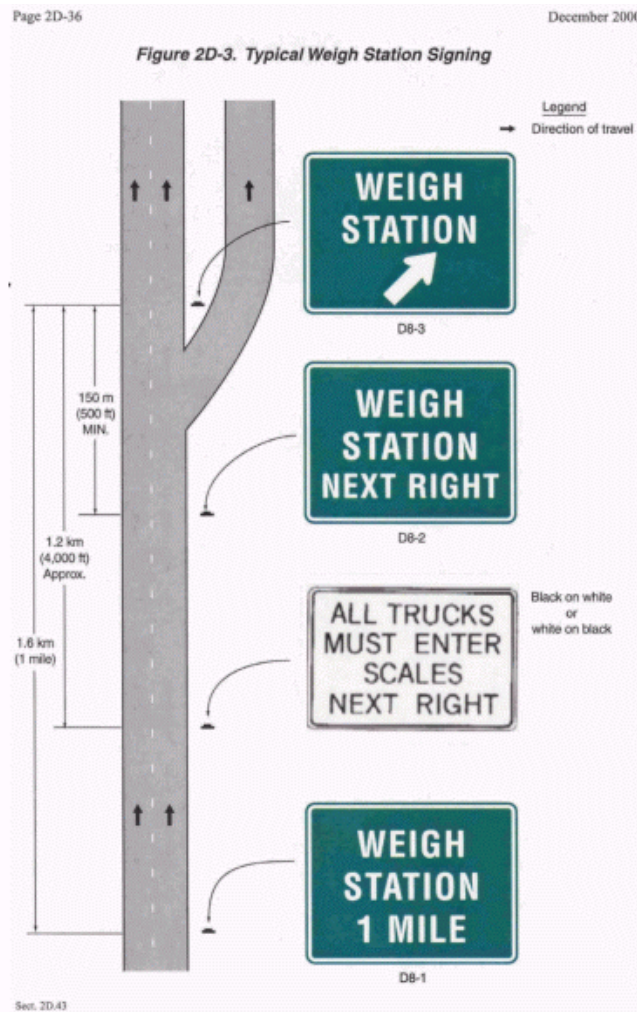 Page 2D-36
December 2000
Figure 2D-3. Typical Weigh Station Signing
Legend
Direction of travel
WEIGH
STATION
D8-3
150 m
(500 ft)
MIN.
WEIGH
STATION
NEXT RIGHT
D8-2
1.2 km
(4,000 ft)
Approx.
1.6 km
(1 mile)
ALL TRUCKS
MUST ENTER
SCALES
NEXT RIGHT
Black on white
or
white on black
WEIGH
STATION
1 MILE
D8-1
Sect. 2D.43